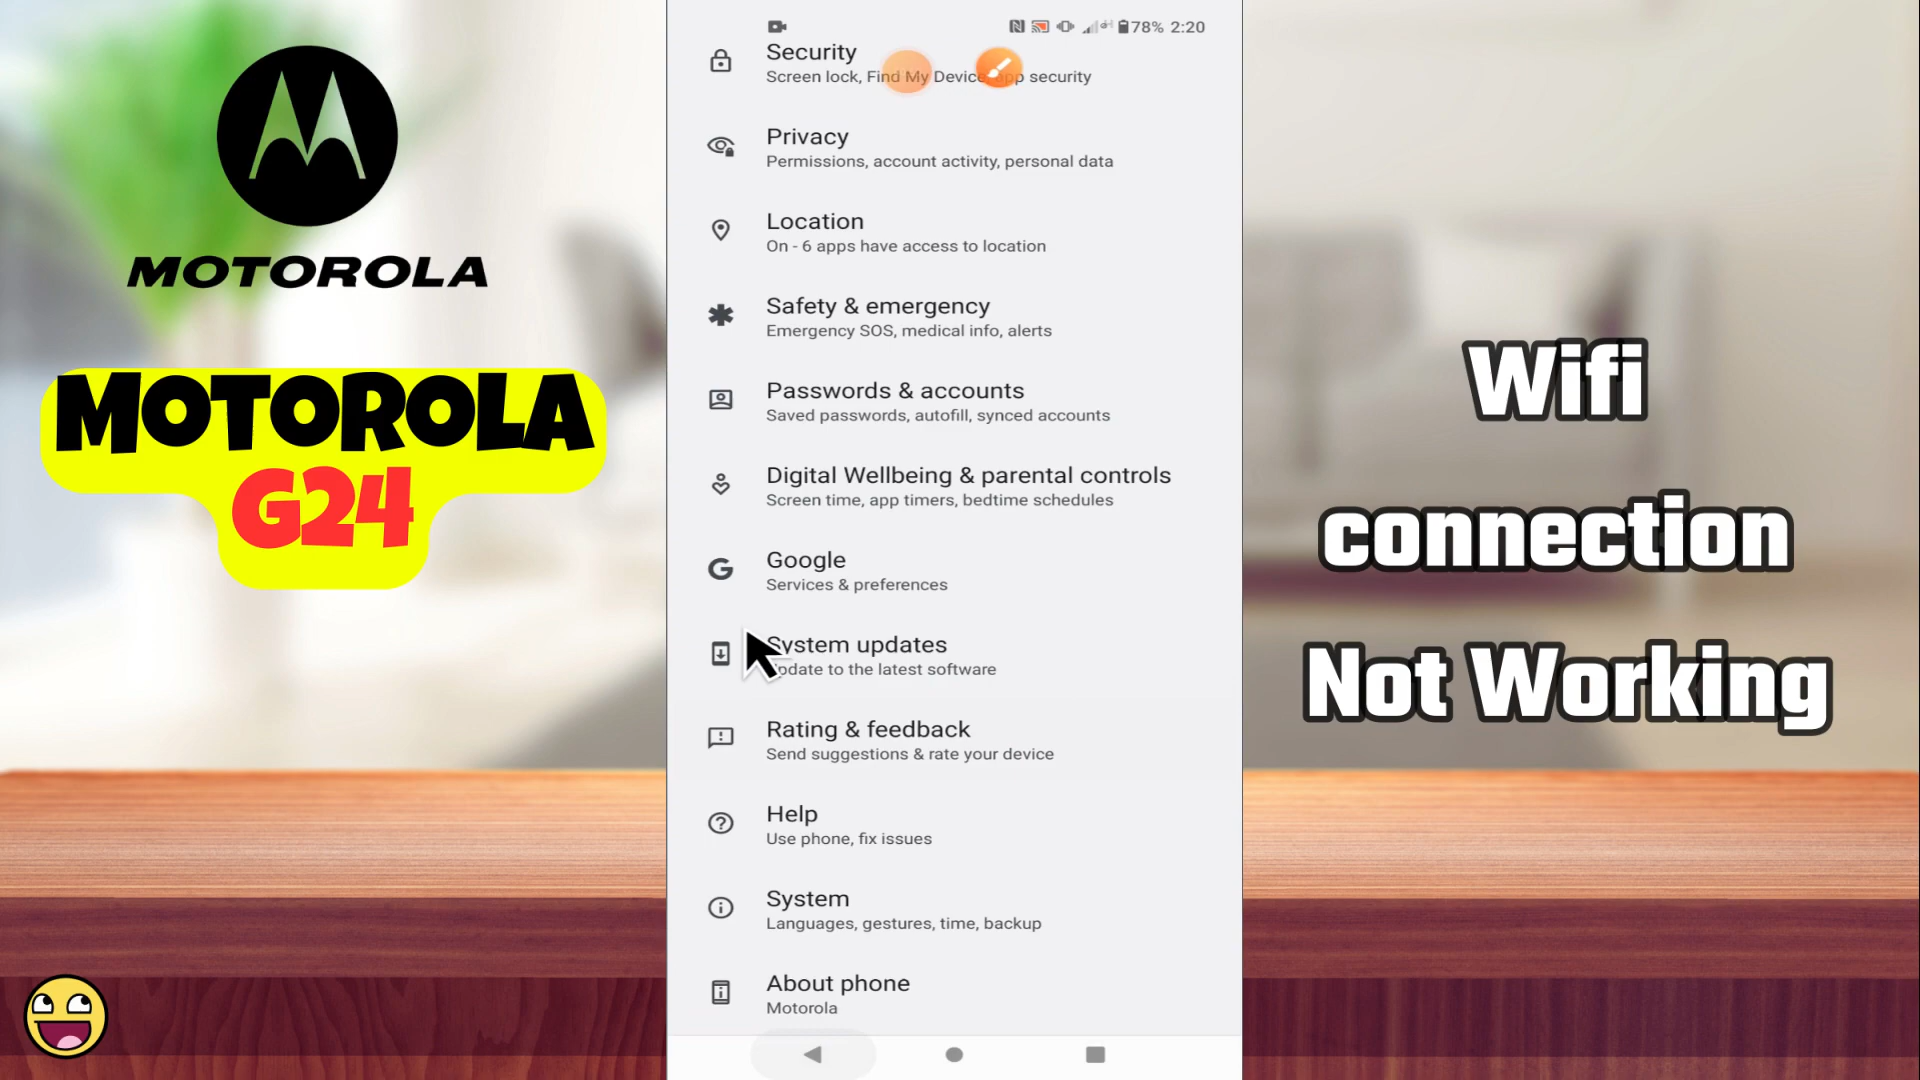 MOTOROLA
MOTOROLA
G24
78% 2:20
Security
Screen lock, Find My Device, app security
Privacy
Permissions, account activity, personal data
Location
On - 6 apps have access to location
Safety & emergency
Emergency SOS, medical info, alerts
Passwords & accounts
Saved passwords, autofill, synced accounts
Digital Wellbeing & parental controls
Screen time, app timers, bedtime schedules
Google
Services & preferences
System updates
Update to the latest software
Rating & feedback
Send suggestions & rate your device
Help
Use phone, fix issues
System
Languages, gestures, time, backup
About phone
Motorola
Wifi
connection
Not Working